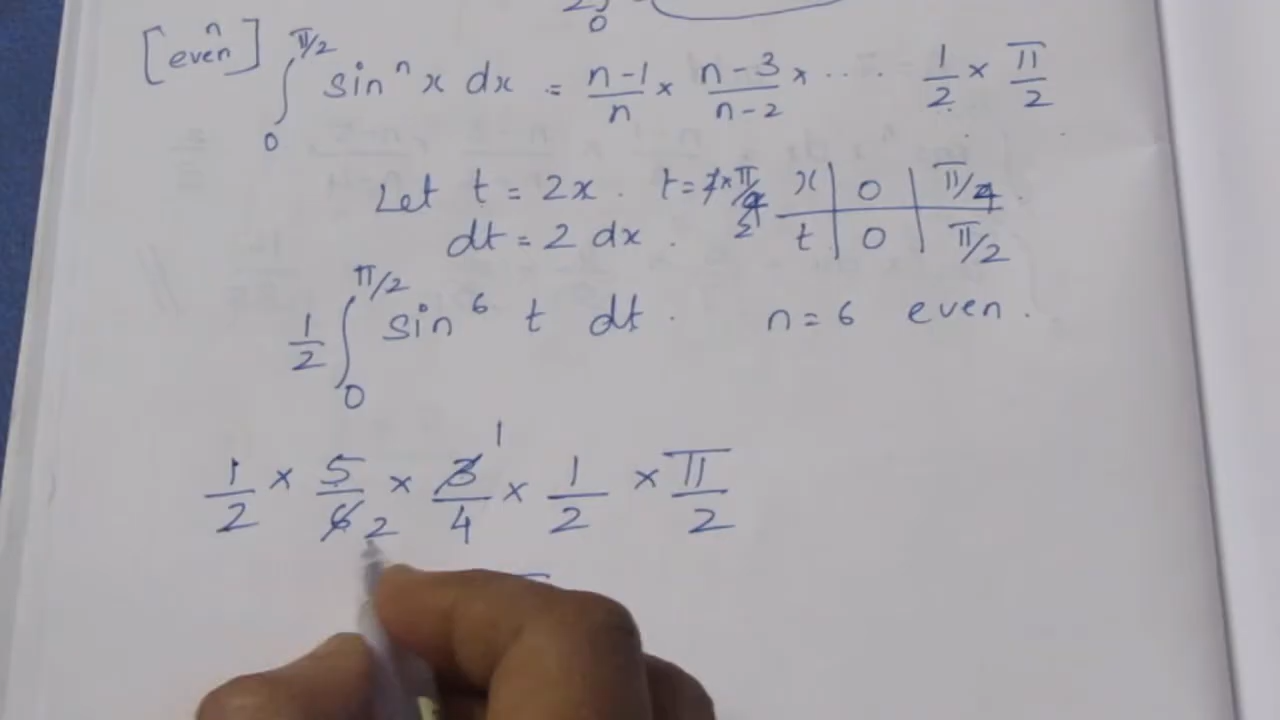 0
[even n] ∫₀^π/2 sinⁿ x dx = n-1/n × n-3/n-2 × .... 1/2 × π/2
Let t = 2x. x | 0 | π/4
dt = 2 dx. t | 0 | π/2
1/2 ∫₀^π/2 sin⁶ t dt. n = 6 even.
1/2 × 5/6 2 × 3 1/4 × 1/2 × π/2